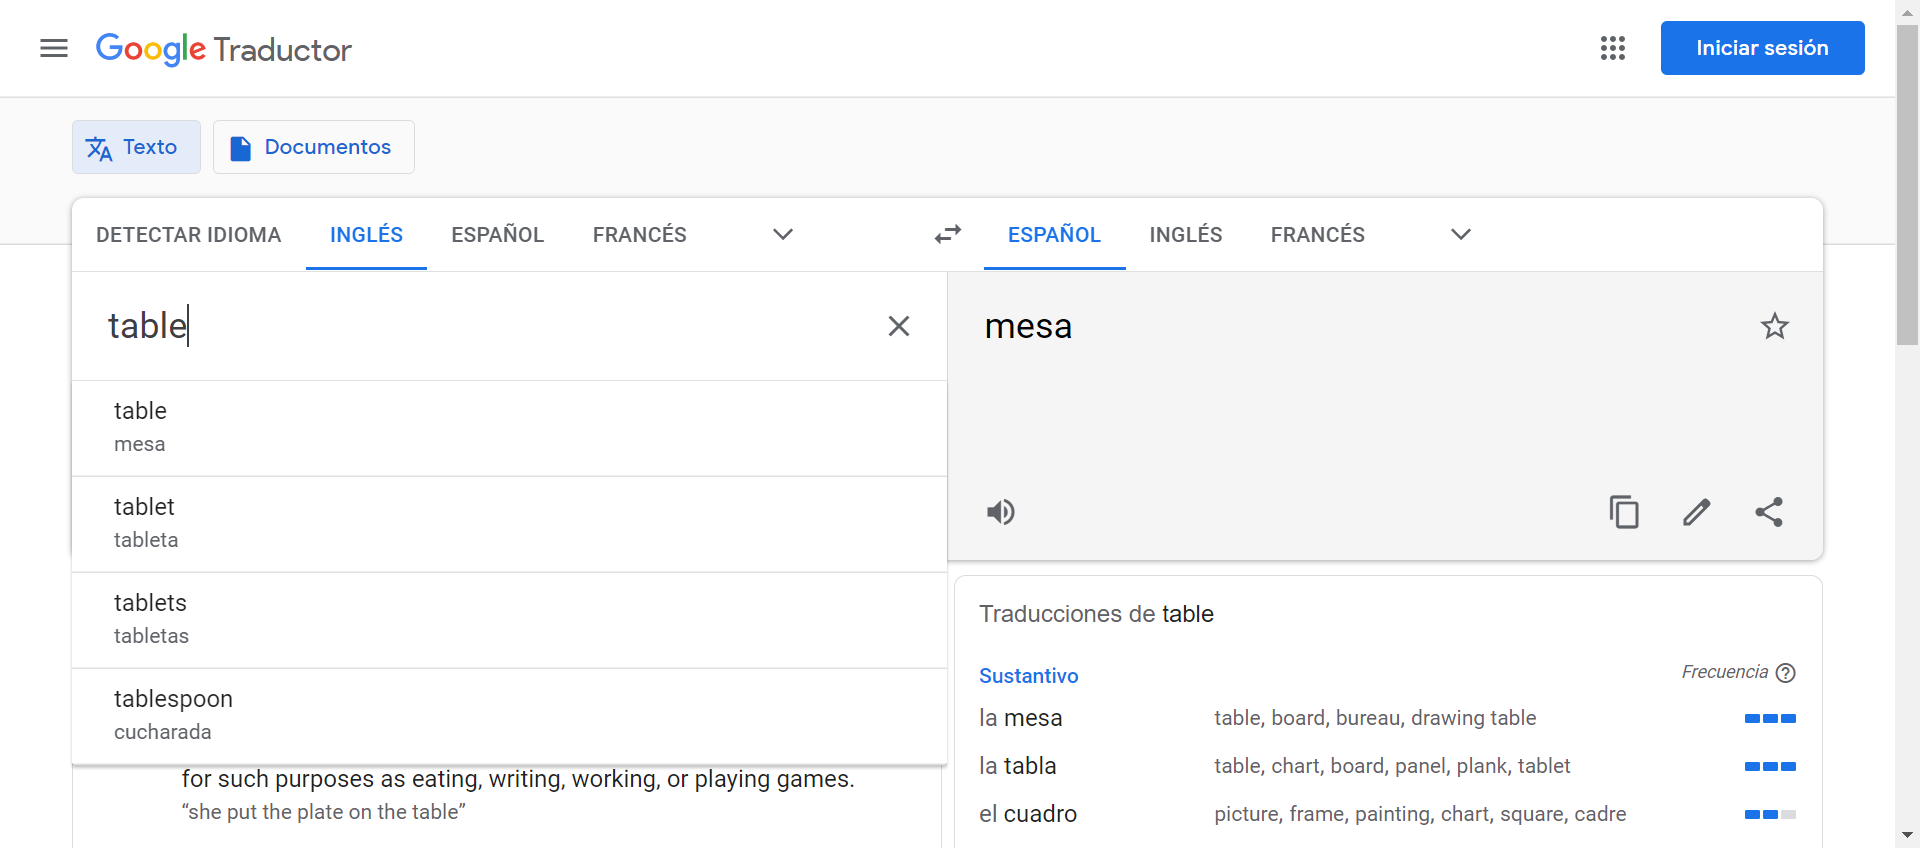 Google Traductor
Iniciar sesión
Texto
Documentos
DETECTAR IDIOMA INGLÉS ESPAÑOL FRANCÉS
ESPAÑOL INGLÉS FRANCÉS
table
mesa
table
mesa
tablet
tableta
tablets
tabletas
tablespoon
cucharada
for such purposes as eating, writing, working, or playing games.
“she put the plate on the table”
Traducciones de table
Sustantivo Frecuencia
la mesa table, board, bureau, drawing table
la tabla table, chart, board, panel, plank, tablet
el cuadro picture, frame, painting, chart, square, cadre